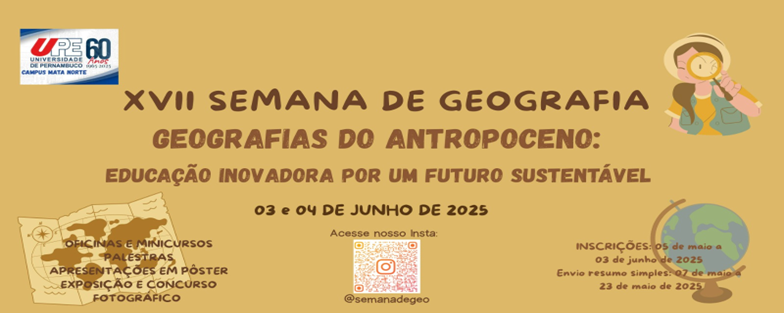 UPE 60
anos
UNIVERSIDADE
DE PERNAMBUCO
CAMPUS MATA NORTE
XVII SEMANA DE GEOGRAFIA
GEOGRAFIAS DO ANTROPOCENO:
EDUCAÇÃO INOVADORA POR UM FUTURO SUSTENTÁVEL
03 e 04 DE JUNHO DE 2025
OFICINAS E MINICURSOS
PALESTRAS
APRESENTAÇÕES EM PÔSTER
EXPOSIÇÃO E CONCURSO
FOTOGRÁFICO
Acesse nosso Insta:
@semanadegeo
INSCRIÇÕES: 05 de maio a
03 de junho de 2025
Envio resumo simples: 07 de maio a
23 de maio de 2025